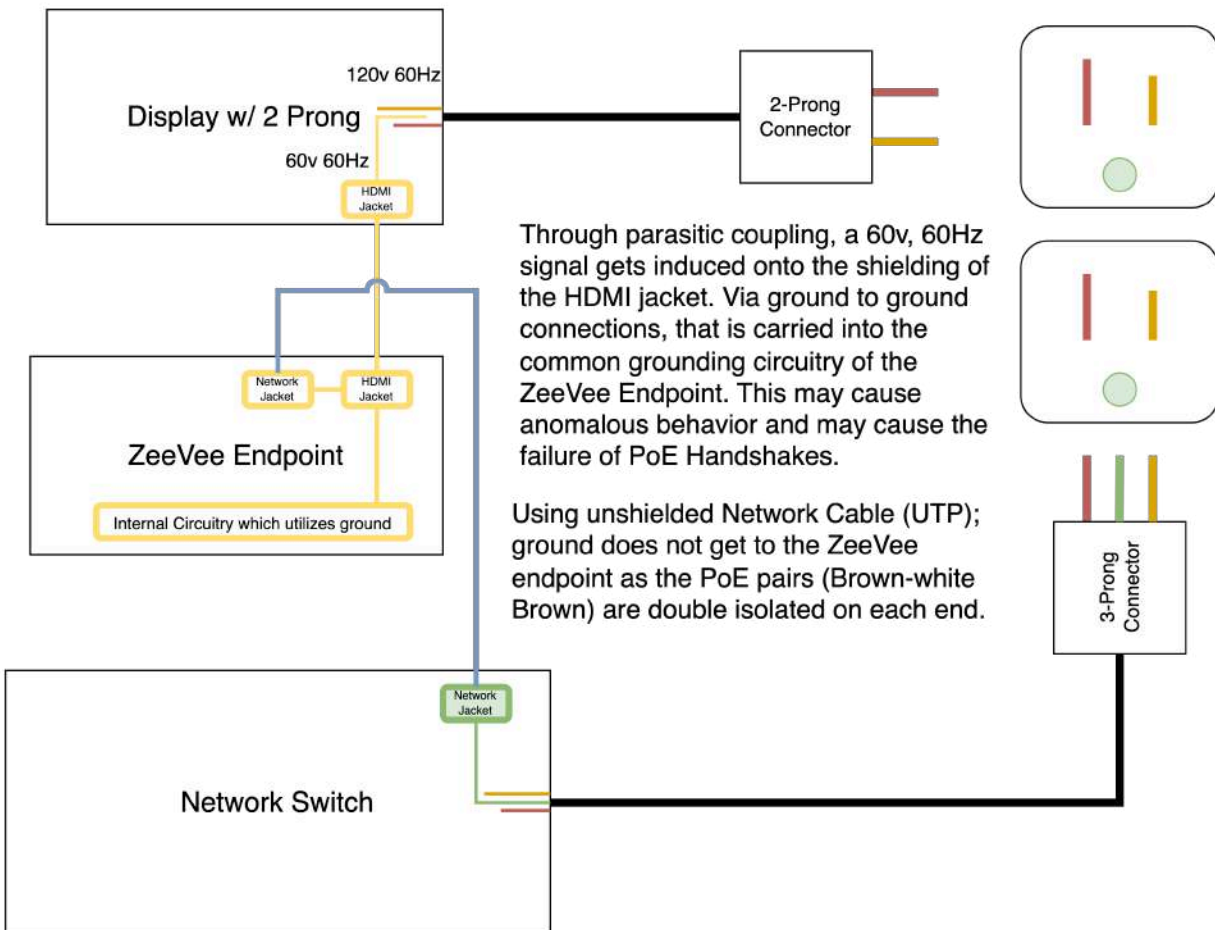 120v 60Hz
Display w/ 2 Prong
60v 60Hz
HDMI
Jacket
2-Prong
Connector
Through parasitic coupling, a 60v, 60Hz
signal gets induced onto the shielding of
the HDMI jacket. Via ground to ground
connections, that is carried into the
common grounding circuitry of the
ZeeVee Endpoint. This may cause
anomalous behavior and may cause the
failure of PoE Handshakes.
Network
Jacket
HDMI
Jacket
ZeeVee Endpoint
Internal Circuitry which utilizes ground
Using unshielded Network Cable (UTP);
ground does not get to the ZeeVee
endpoint as the PoE pairs (Brown-white
Brown) are double isolated on each end.
3-Prong
Connector
Network
Jacket
Network Switch